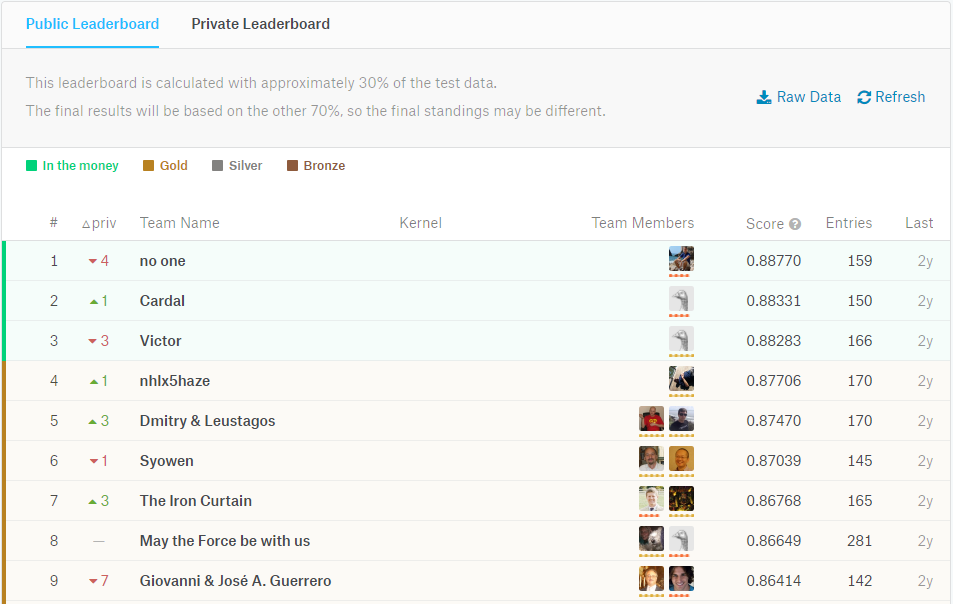 Public Leaderboard Private Leaderboard
This leaderboard is calculated with approximately 30% of the test data.
The final results will be based on the other 70%, so the final standings may be different.
Raw Data Refresh
In the money Gold Silver Bronze
# △priv Team Name Kernel Team Members Score ? Entries Last
1 ▼ 4 no one 0.88770 159 2y
2 ▲ 1 Cardal 0.88331 150 2y
3 ▼ 3 Victor 0.88283 166 2y
4 ▲ 1 nhlx5haze 0.87706 170 2y
5 ▲ 3 Dmitry & Leustagos 0.87470 170 2y
6 ▼ 1 Syowen 0.87039 145 2y
7 ▲ 3 The Iron Curtain 0.86768 165 2y
8 — May the Force be with us 0.86649 281 2y
9 ▼ 7 Giovanni & José A. Guerrero 0.86414 142 2y